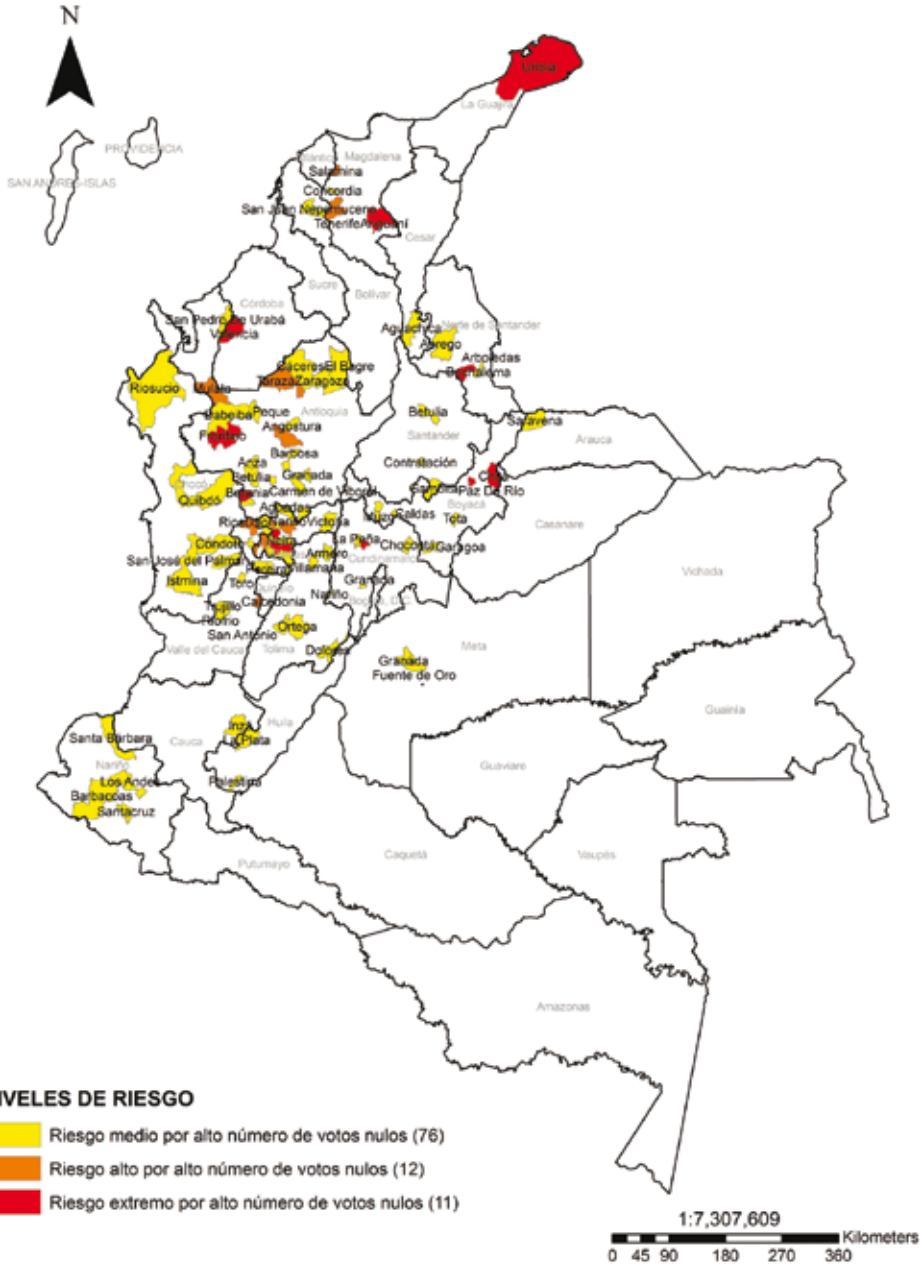 N
PROVIDENCIA
SAN ANDRES-ISLAS
Uribia
La Guajira
Atlántico
Magdalena
Salamina
Concordia
San Juan Nepomuceno
Tenerife
Ariguaní
Cesar
Sucre
Bolívar
Córdoba
San Pedro de Urabá
Valencia
Aguachica
Norte de Santander
Abrego
Arboledas
Bochalema
Cáceres
El Bagre
Tarazá
Zaragoza
Riosucio
Mutatá
Dabeiba
Peque
Antioquia
Angostura
Frontino
Betulia
Santander
Saravena
Arauca
Barbosa
Anza
Betulia
Granada
Contratación
Chocó
Quibdó
Betania
Carmen de Viboral
Paz De Río
Boyacá
Casanare
Victoria
Muzo
Caldas
Tota
Condoto
La Peña
Chocontá
Garagoa
San José del Palmar
Armero
Cundinamarca
Villamaría
Istmina
Toro
Granada
Nariño
Bogotá, D.C.
Vichada
Trujillo
Caicedonia
Riofrio
San Antonio
Ortega
Valle del Cauca
Tolima
Dolores
Meta
Granada
Fuente de Oro
Guainía
Santa Bárbara
Cauca
Inzá
La Plata
Huila
Nariño
Los Andes
Barbacoas
Santacruz
Palestina
Guaviare
Putumayo
Caquetá
Vaupés
Amazonas
IVELES DE RIESGO
Riesgo medio por alto número de votos nulos (76)
Riesgo alto por alto número de votos nulos (12)
Riesgo extremo por alto número de votos nulos (11)
1:7,307,609
Kilometers
0 45 90 180 270 360